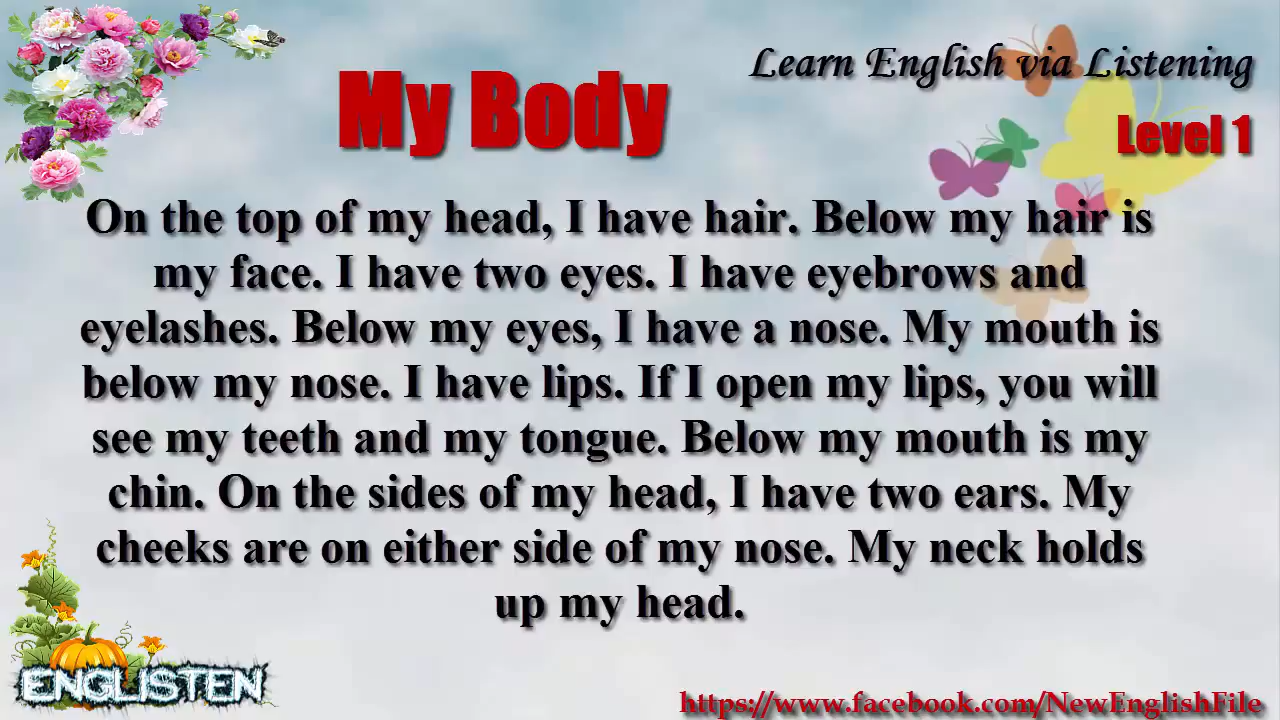 Learn English via Listening
My Body
Level 1
On the top of my head, I have hair. Below my hair is
my face. I have two eyes. I have eyebrows and
eyelashes. Below my eyes, I have a nose. My mouth is
below my nose. I have lips. If I open my lips, you will
see my teeth and my tongue. Below my mouth is my
chin. On the sides of my head, I have two ears. My
cheeks are on either side of my nose. My neck holds
up my head.
ENGLISTEN
https://www.facebook.com/NewEnglishFile